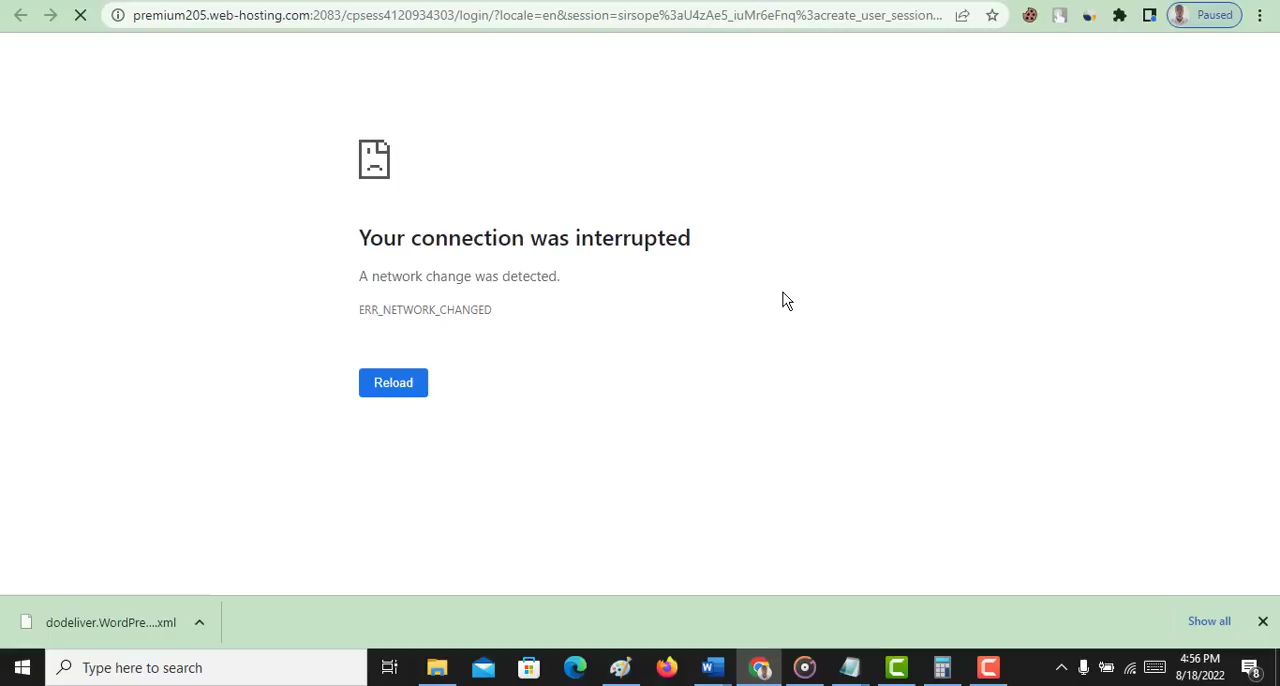 premium205.web-hosting.com:2083/cpsess4120934303/login/?locale=en&session=sirsope%3aU4zAe5_iuMr6eFnq%3acreate_user_session...
Paused
Your connection was interrupted
A network change was detected.
ERR_NETWORK_CHANGED
Reload
dodeliver.WordPre....xml
Show all
Type here to search
4:56 PM
8/18/2022
8